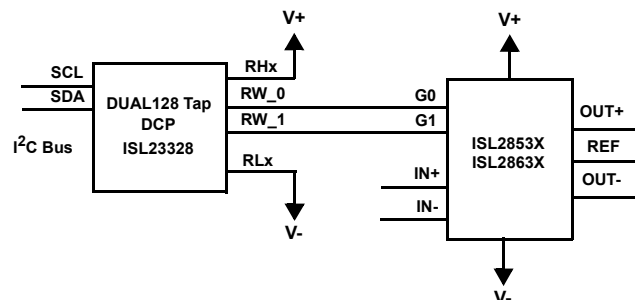 V+
V+
SCL
SDA
I²C Bus
DUAL128 Tap
DCP
ISL23328
RHx
RW_0
RW_1
RLx
V-
G0
G1
IN+
IN-
ISL2853X
ISL2863X
OUT+
REF
OUT-
V-